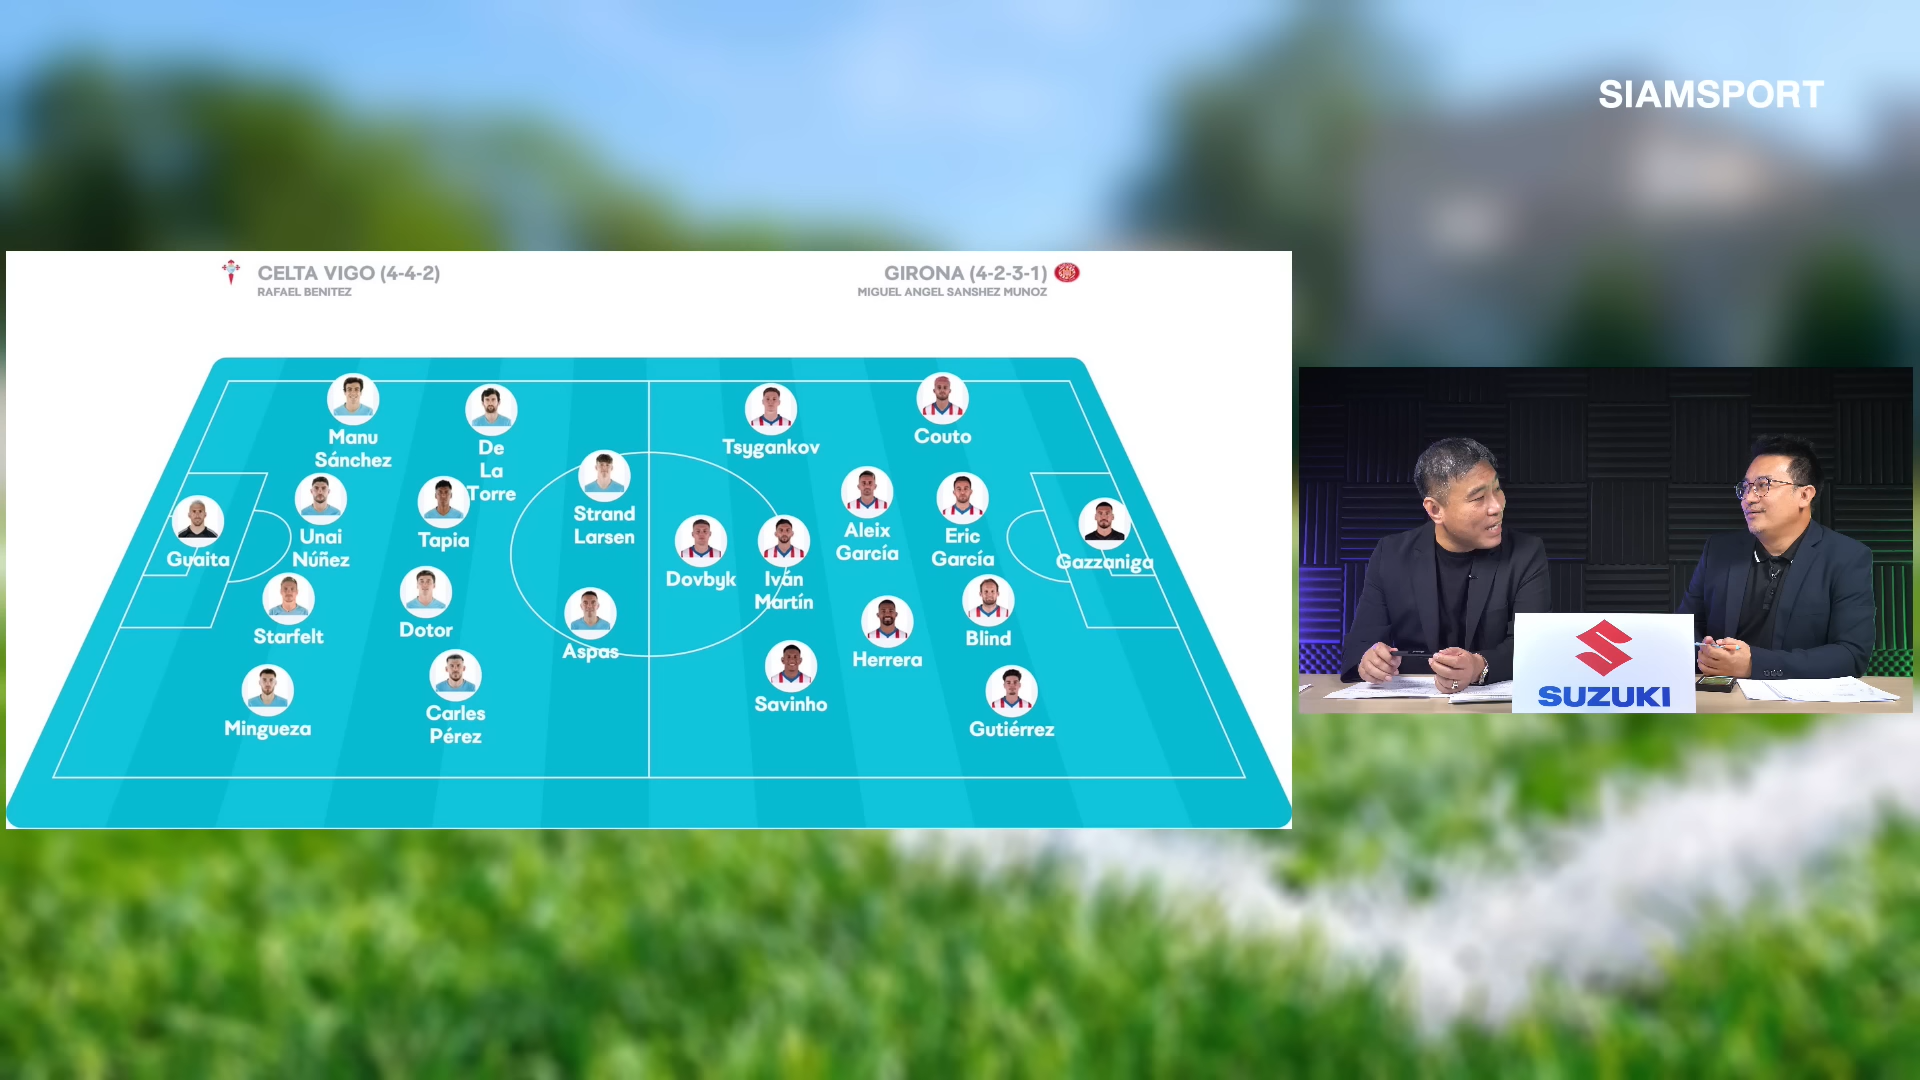 SIAMSPORT
CELTA VIGO (4-4-2)
RAFAEL BENITEZ
GIRONA (4-2-3-1)
MIGUEL ANGEL SANSHEZ MUNOZ
Manu
Sánchez
De
La
Torre
Tsygankov
Couto
Guaita
Unai
Núñez
Tapia
Strand
Larsen
Dovbyk
Iván
Martín
Aleix
García
Eric
García
Gazzaniga
Starfelt
Dotor
Aspas
Herrera
Blind
Mingueza
Carles
Pérez
Savinho
Gutiérrez
SUZUKI